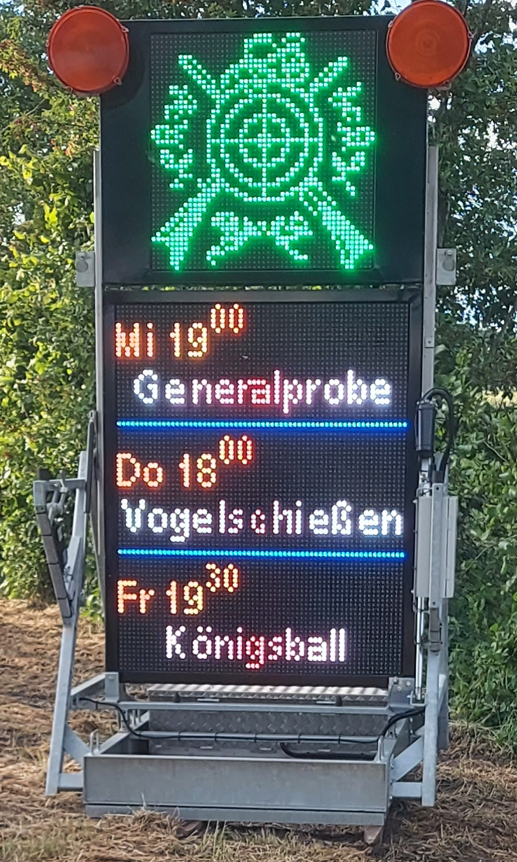 Mi 19⁰⁰
Generalprobe
Do 18⁰⁰
Vogelschießen
Fr 19³⁰
Königsball